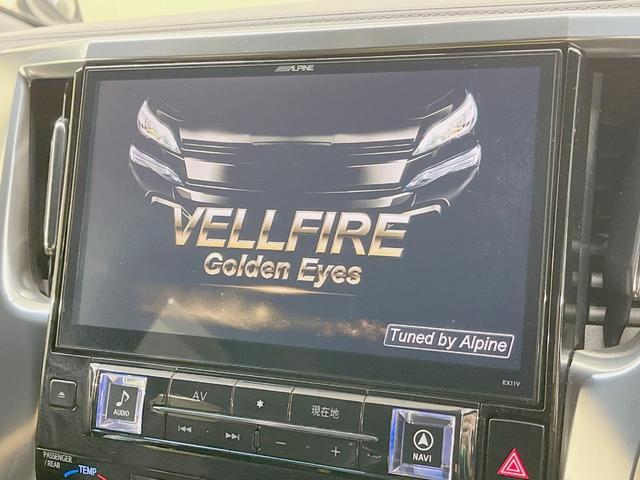 ALPINE
VELLFIRE
Golden Eyes
Tuned by Alpine
EX11V
AUDIO
AV
*
現在地
NAVI
PASSENGER
/REAR
TEMP